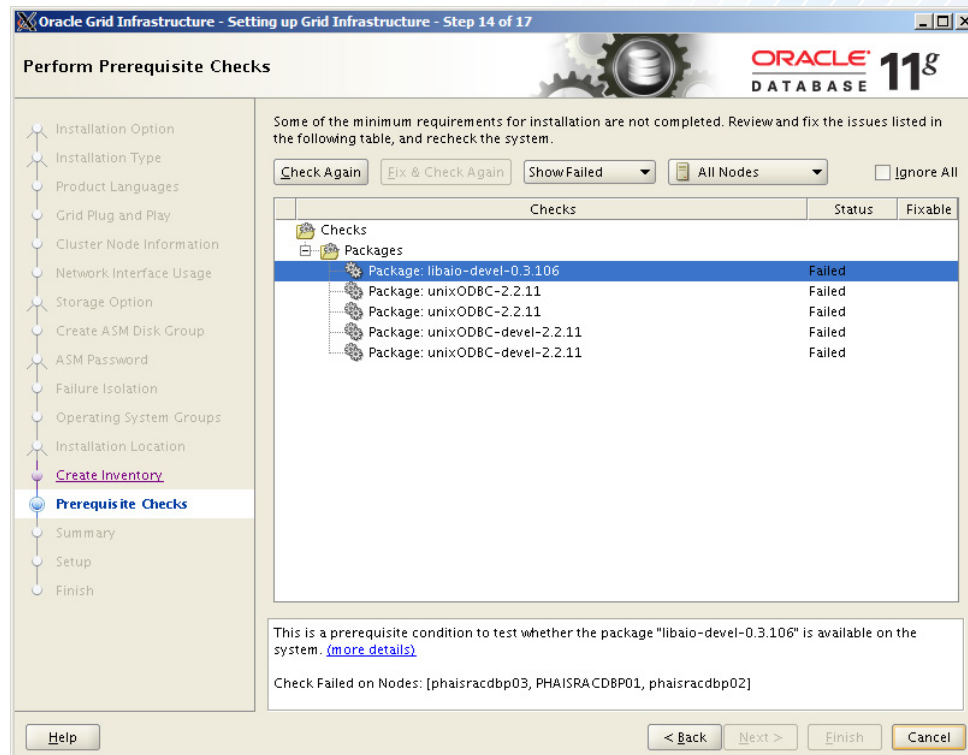 Oracle Grid Infrastructure - Setting up Grid Infrastructure - Step 14 of 17
Perform Prerequisite Checks
ORACLE
DATABASE
11g
Installation Option
Installation Type
Product Languages
Grid Plug and Play
Cluster Node Information
Network Interface Usage
Storage Option
Create ASM Disk Group
ASM Password
Failure Isolation
Operating System Groups
Installation Location
Create Inventory
Prerequisite Checks
Summary
Setup
Finish
Some of the minimum requirements for installation are not completed. Review and fix the issues listed in
the following table, and recheck the system.
Check Again Fix & Check Again Show Failed All Nodes Ignore All
Checks Status Fixable
Checks
Packages
Package: libaio-devel-0.3.106 Failed
Package: unixODBC-2.2.11 Failed
Package: unixODBC-2.2.11 Failed
Package: unixODBC-devel-2.2.11 Failed
Package: unixODBC-devel-2.2.11 Failed
This is a prerequisite condition to test whether the package "libaio-devel-0.3.106" is available on the
system. (more details)
Check Failed on Nodes: [phaisracdbp03, PHAISRACDBP01, phaisracdbp02]
Help < Back Next > Finish Cancel